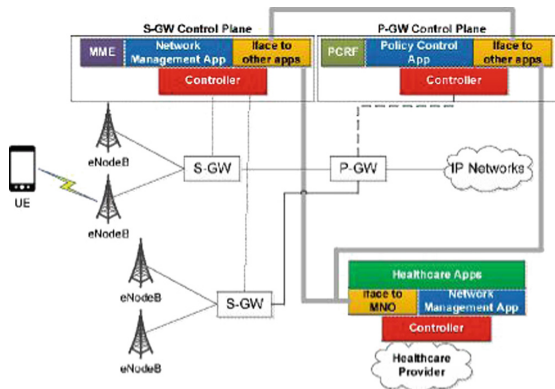 S-GW Control Plane
P-GW Control Plane
MME
Network
Management App
Iface to
other apps
PCRF
Policy Control
App
Iface to
other apps
Controller
Controller
eNodeB
S-GW
P-GW
IP Networks
UE
eNodeB
eNodeB
S-GW
eNodeB
Healthcare Apps
Iface to
MNO
Network
Management App
Controller
Healthcare
Provider